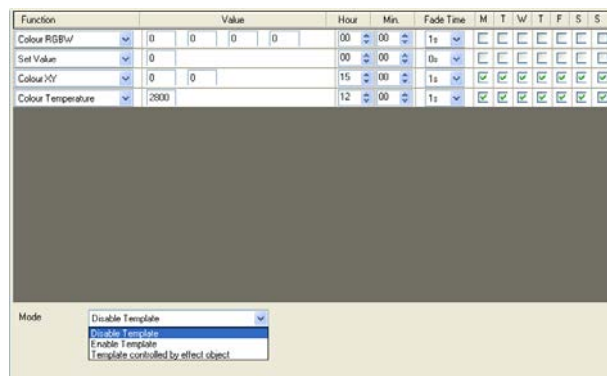 Function Value Hour Min. Fade Time M T W T F S S
Colour RGBW 0 0 0 0 00 00 1s
Set Value 0 00 00 0s
Colour XY 0 0 15 00 1s
Colour Temperature 2800 12 00 1s
Mode Disable Template
Disable Template
Enable Template
Template controlled by effect object